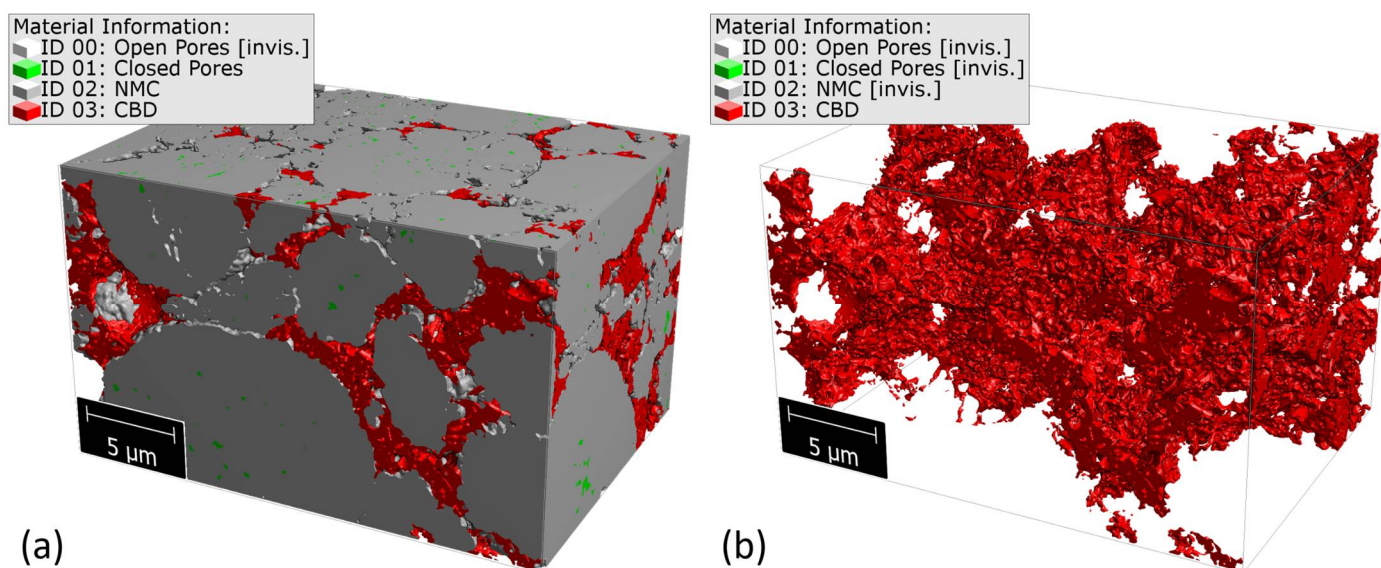 Material Information:
ID 00: Open Pores [invis.]
ID 01: Closed Pores
ID 02: NMC
ID 03: CBD
5 µm
(a)
Material Information:
ID 00: Open Pores [invis.]
ID 01: Closed Pores [invis.]
ID 02: NMC [invis.]
ID 03: CBD
5 µm
(b)